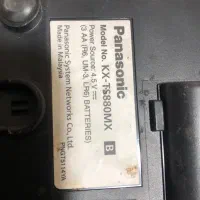 Panasonic
Model No. KX-TS880MX B
Power Source: 4.5 V ⎓
(3 AA (R6, UM-3, LR6) BATTERIES)
Panasonic System Networks Co., Ltd.
Made in Malaysia